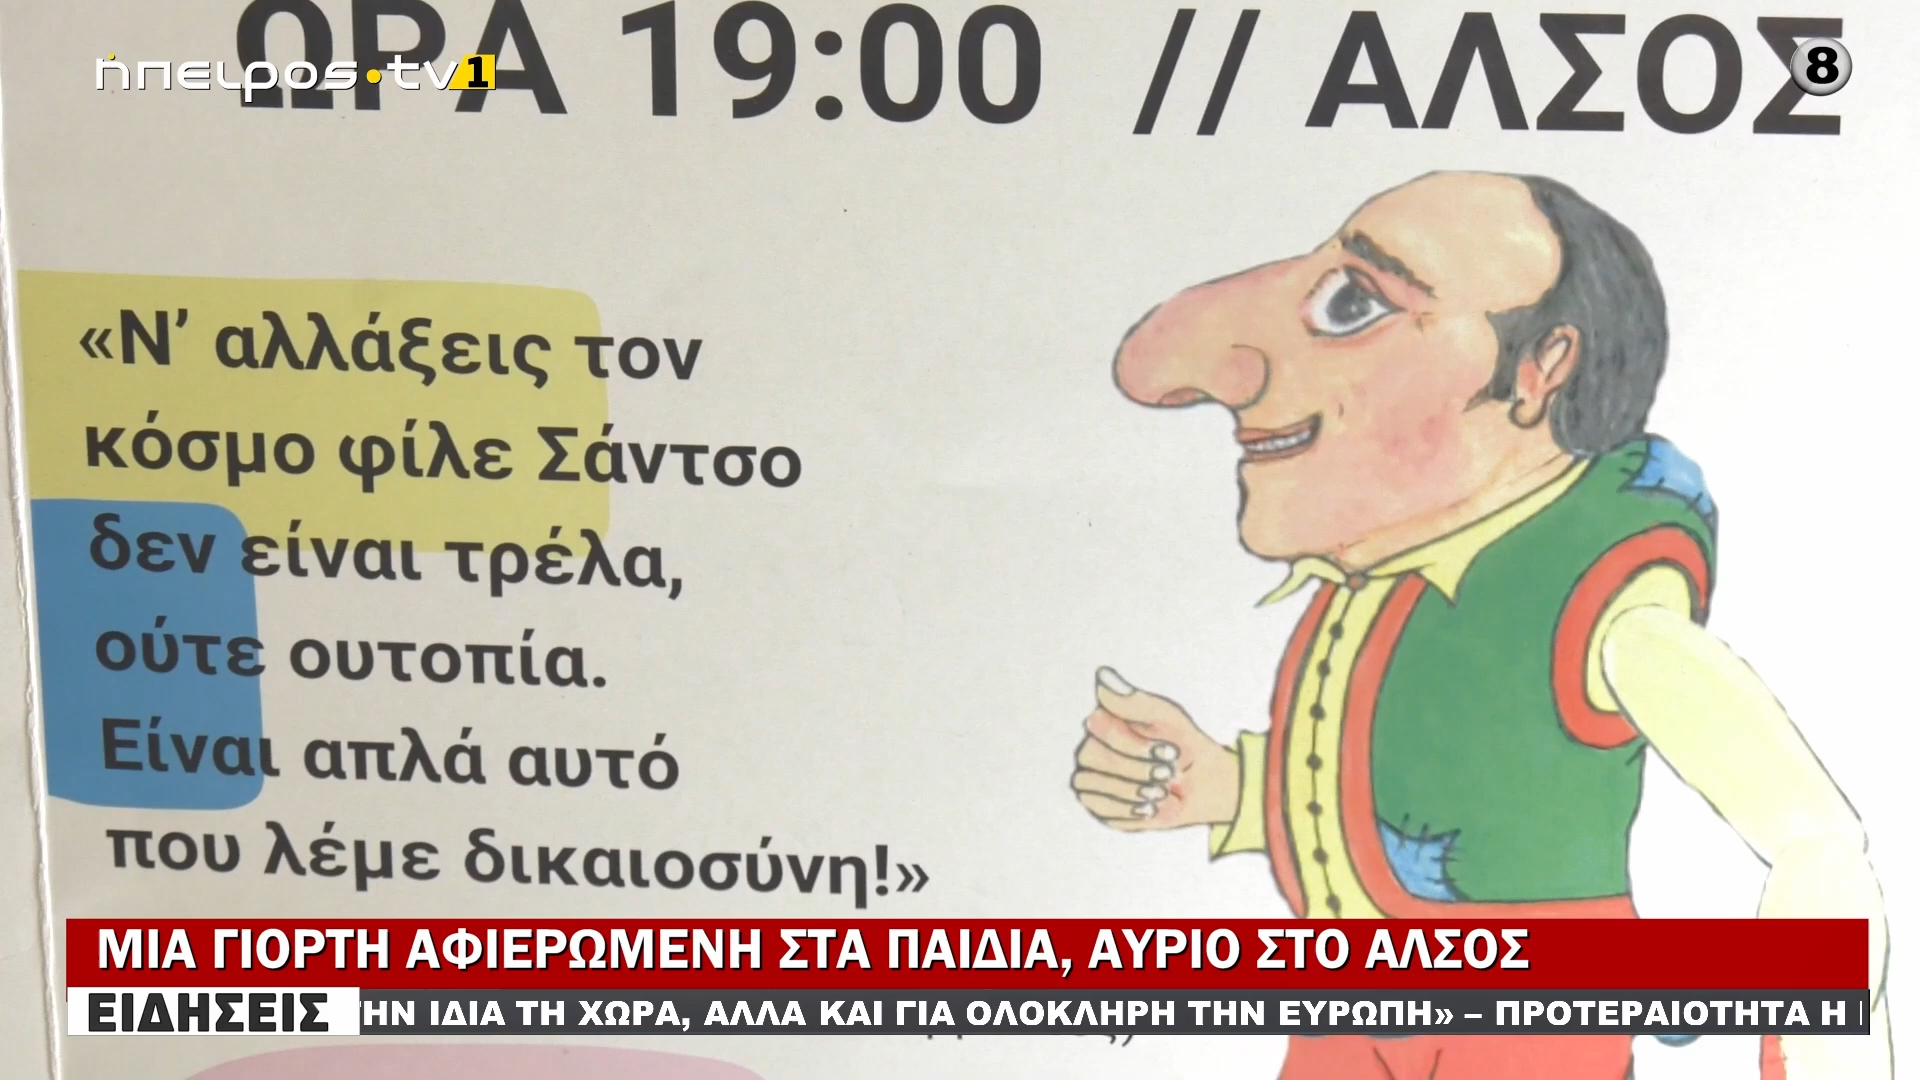 ΩΡΑ 19:00 // ΑΛΣΟΣ
ήπειρος.tv1
8
«Ν’ αλλάξεις τον
κόσμο φίλε Σάντσο
δεν είναι τρέλα,
ούτε ουτοπία.
Είναι απλά αυτό
που λέμε δικαιοσύνη!»
ΜΙΑ ΓΙΟΡΤΗ ΑΦΙΕΡΩΜΕΝΗ ΣΤΑ ΠΑΙΔΙΑ, ΑΥΡΙΟ ΣΤΟ ΑΛΣΟΣ
ΕΙΔΗΣΕΙΣ ΤΗΝ ΙΔΙΑ ΤΗ ΧΩΡΑ, ΑΛΛΑ ΚΑΙ ΓΙΑ ΟΛΟΚΛΗΡΗ ΤΗΝ ΕΥΡΩΠΗ» – ΠΡΟΤΕΡΑΙΟΤΗΤΑ Η